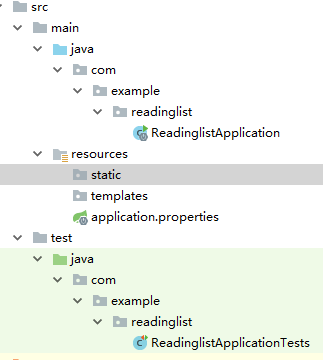 src
main
java
com
example
readinglist
ReadinglistApplication
resources
static
templates
application.properties
test
java
com
example
readinglist
ReadinglistApplicationTests